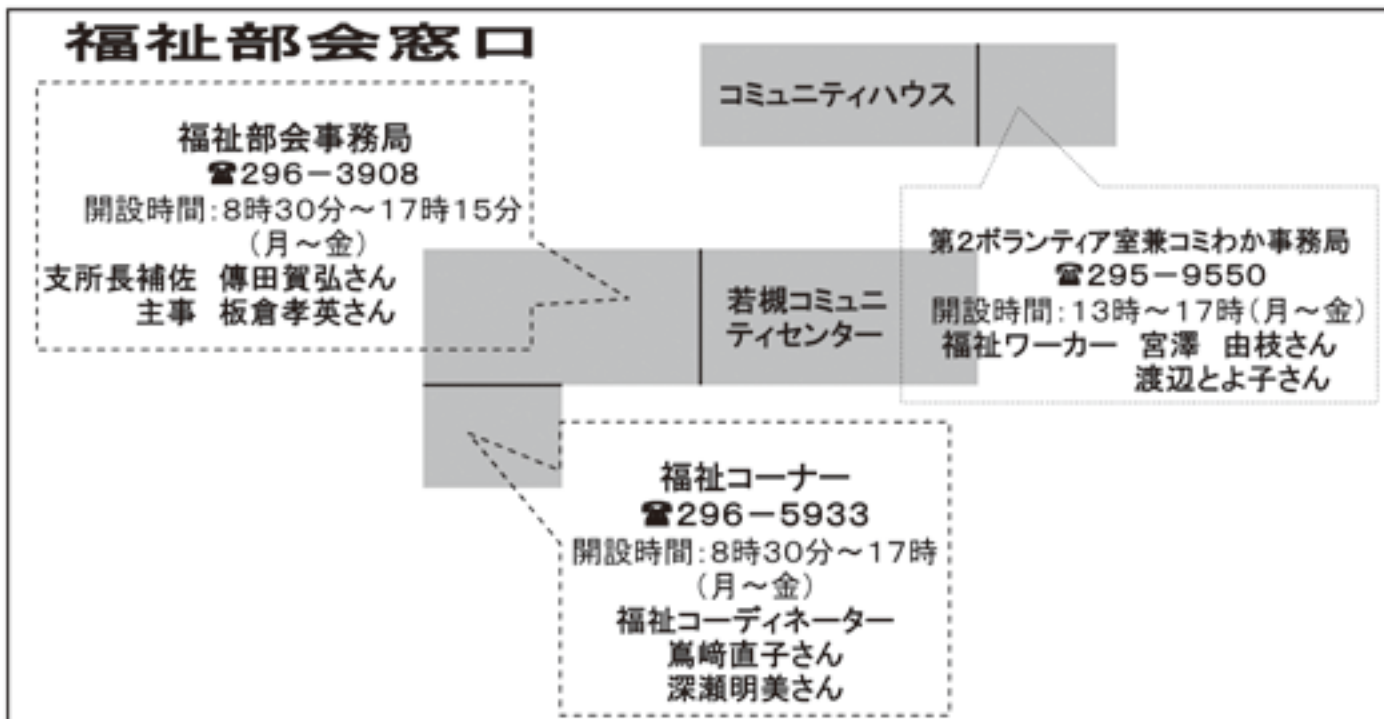 福祉部会窓口
コミュニティハウス
福祉部会事務局
☎296－3908
開設時間:8時30分～17時15分
(月～金)
支所長補佐　傳田賀弘さん
主事　板倉孝英さん
第2ボランティア室兼コミわか事務局
☎295－9550
開設時間:13時～17時(月～金)
福祉ワーカー　宮澤　由枝さん
渡辺とよ子さん
若槻コミュニ
ティセンター
福祉コーナー
☎296－5933
開設時間:8時30分～17時
(月～金)
福祉コーディネーター
嶌﨑直子さん
深瀬明美さん